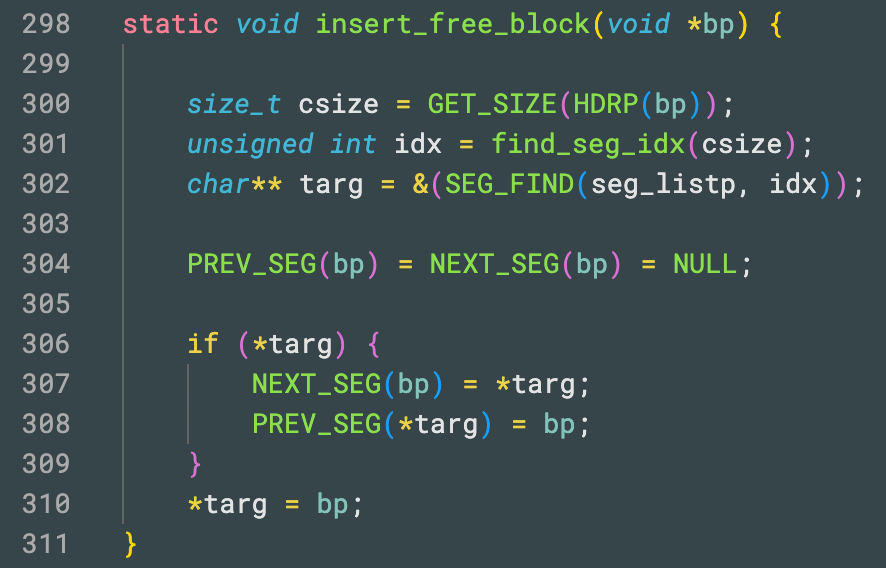 298 static void insert_free_block(void *bp) {
299
300 size_t csize = GET_SIZE(HDRP(bp));
301 unsigned int idx = find_seg_idx(csize);
302 char** targ = &(SEG_FIND(seg_listp, idx));
303
304 PREV_SEG(bp) = NEXT_SEG(bp) = NULL;
305
306 if (*targ) {
307 NEXT_SEG(bp) = *targ;
308 PREV_SEG(*targ) = bp;
309 }
310 *targ = bp;
311 }